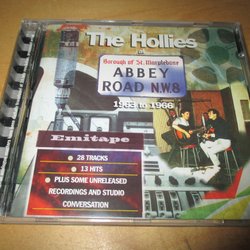 The Hollies
at
Borough of St. Marylebone
ABBEY
ROAD N.W.8
1963 to 1966
Emitape
• 28 TRACKS
• 13 HITS
• PLUS SOME UNRELEASED
RECORDINGS AND STUDIO
CONVERSATION